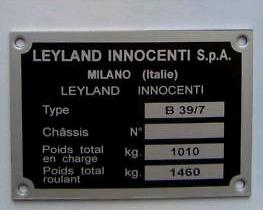 LEYLAND INNOCENTI S.p.A.
MILANO (Italie)
LEYLAND INNOCENTI
Type B 39/7
Châssis N°
Poids total en charge kg. 1010
Poids total roulant kg. 1460